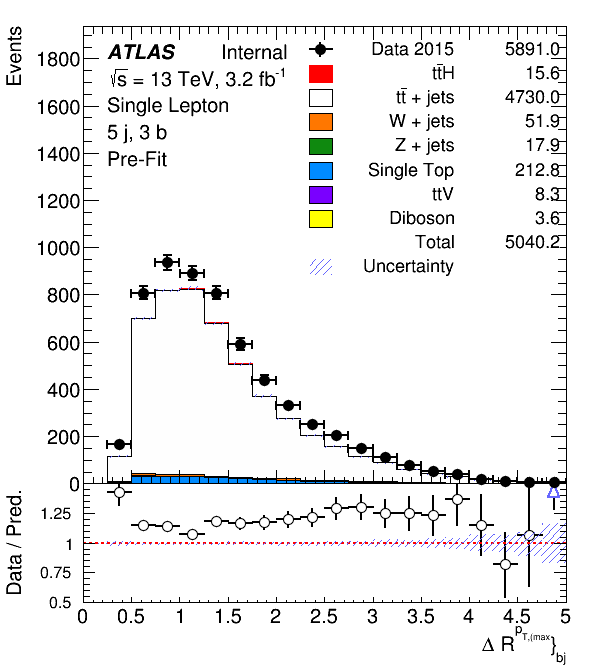 Events
ATLAS Internal
√s = 13 TeV, 3.2 fb⁻¹
Single Lepton
5 j, 3 b
Pre-Fit
Data 2015 5891.0
tt̄H 15.6
tt̄ + jets 4730.0
W + jets 51.9
Z + jets 17.9
Single Top 212.8
ttV 8.3
Diboson 3.6
Total 5040.2
Uncertainty
1800
1600
1400
1200
1000
800
600
400
200
0
Data / Pred.
1.25
1
0.75
0.5
0 0.5 1 1.5 2 2.5 3 3.5 4 4.5 5
Δ R^{p_{T,(max}}}_{bj}